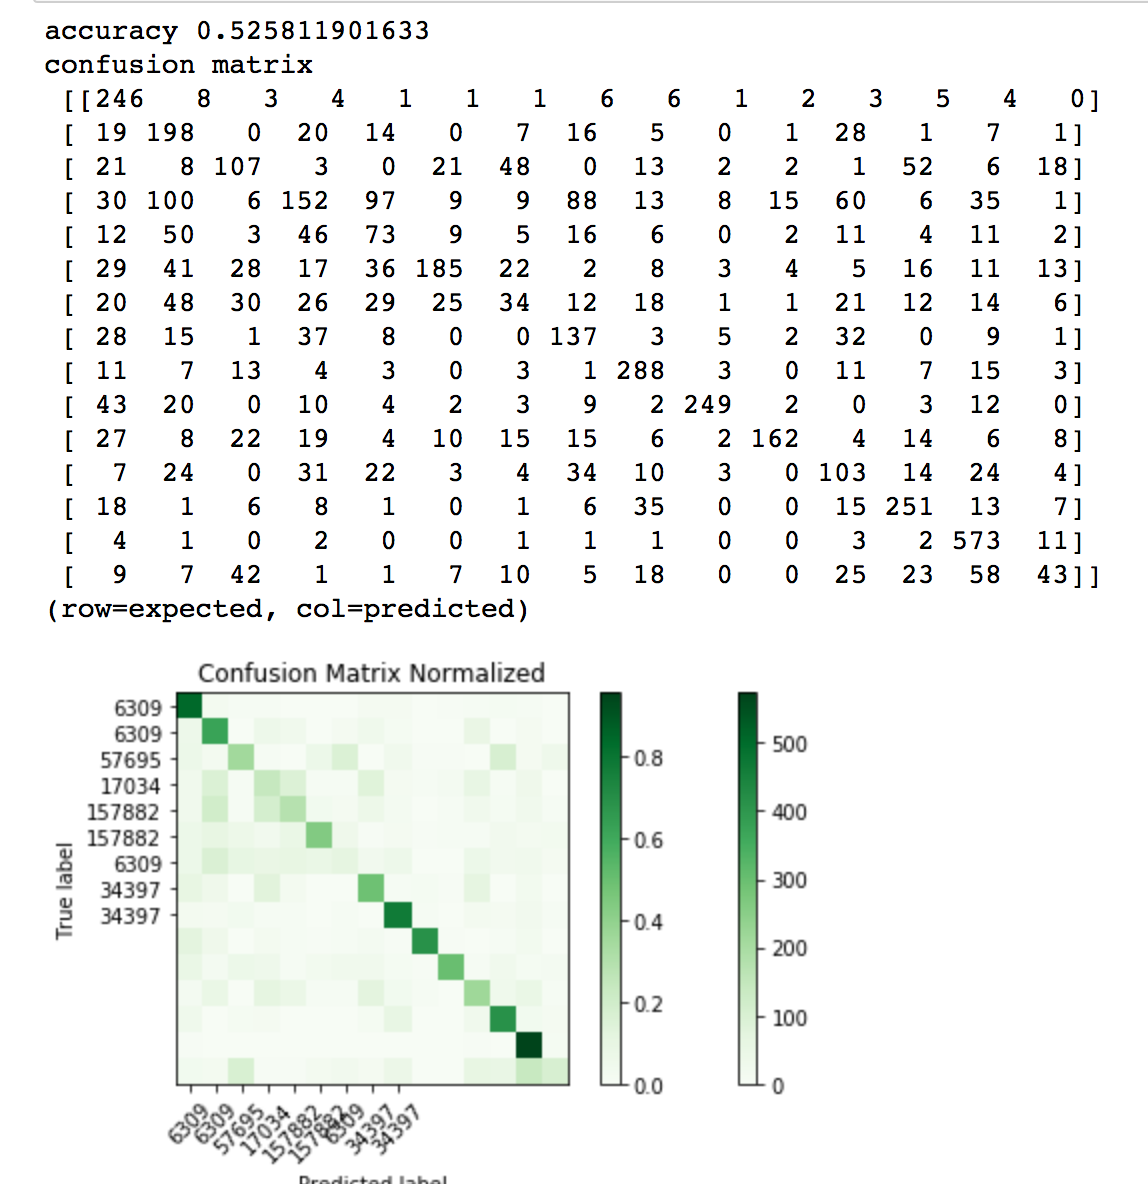 accuracy 0.525811901633
confusion matrix
[[246 8 3 4 1 1 1 6 6 1 2 3 5 4 0]
[ 19 198 0 20 14 0 7 16 5 0 1 28 1 7 1]
[ 21 8 107 3 0 21 48 0 13 2 2 1 52 6 18]
[ 30 100 6 152 97 9 9 88 13 8 15 60 6 35 1]
[ 12 50 3 46 73 9 5 16 6 0 2 11 4 11 2]
[ 29 41 28 17 36 185 22 2 8 3 4 5 16 11 13]
[ 20 48 30 26 29 25 34 12 18 1 1 21 12 14 6]
[ 28 15 1 37 8 0 0 137 3 5 2 32 0 9 1]
[ 11 7 13 4 3 0 3 1 288 3 0 11 7 15 3]
[ 43 20 0 10 4 2 3 9 2 249 2 0 3 12 0]
[ 27 8 22 19 4 10 15 15 6 2 162 4 14 6 8]
[ 7 24 0 31 22 3 4 34 10 3 0 103 14 24 4]
[ 18 1 6 8 1 0 1 6 35 0 0 15 251 13 7]
[ 4 1 0 2 0 0 1 1 1 0 0 3 2 573 11]
[ 9 7 42 1 1 7 10 5 18 0 0 25 23 58 43]]
(row=expected, col=predicted)
Confusion Matrix Normalized
6309
6309
57695
17034
157882
157882
6309
34397
34397
True label
0.8
0.6
0.4
0.2
0.0
500
400
300
200
100
0
6309
6309
57695
17034
157882
157882
6309
34397
34397
Predicted label